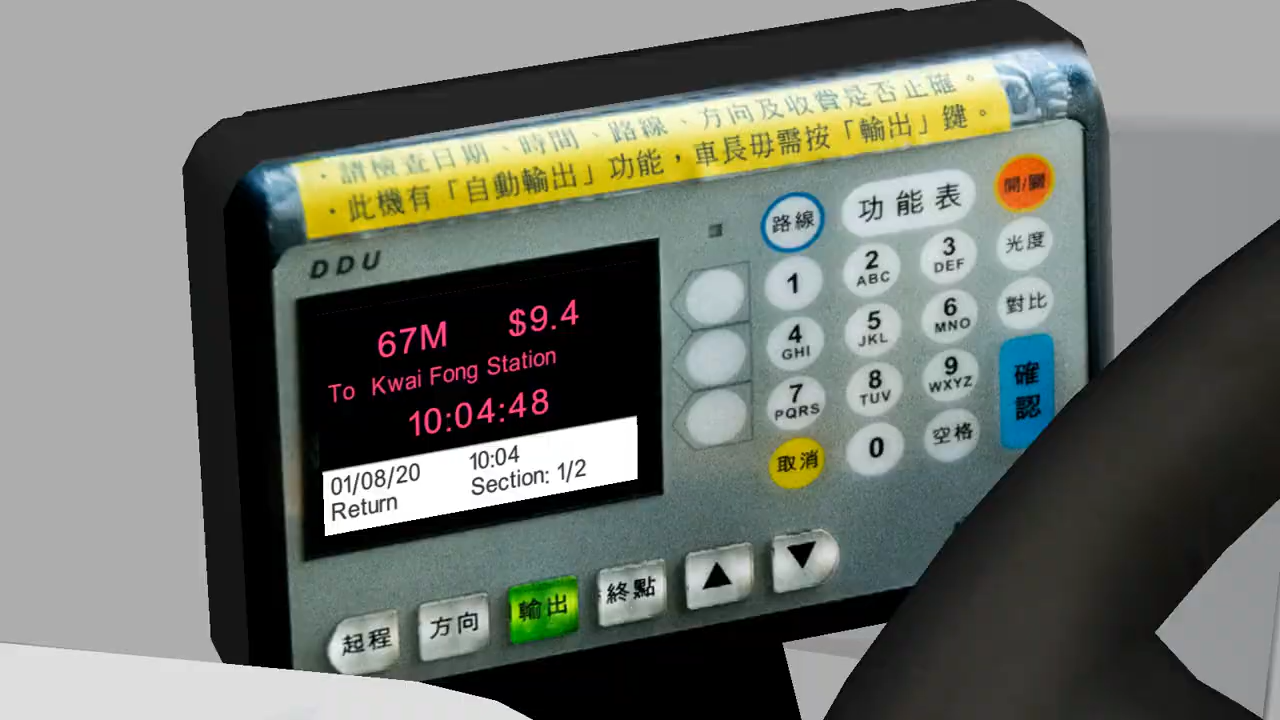 ．請檢查日期、時間、路線、方向及收費是否正確。
．此機有「自動輸出」功能，車長毋需按「輸出」鍵。
DDU
67M $9.4
To Kwai Fong Station
10:04:48
01/08/20 10:04
Return Section: 1/2
路線 功能表 開/關
1 2 ABC 3 DEF 光度
4 GHI 5 JKL 6 MNO 對比
7 PQRS 8 TUV 9 WXYZ 確認
取消 0 空格
起程 方向 輸出 終點 ▲ ▼